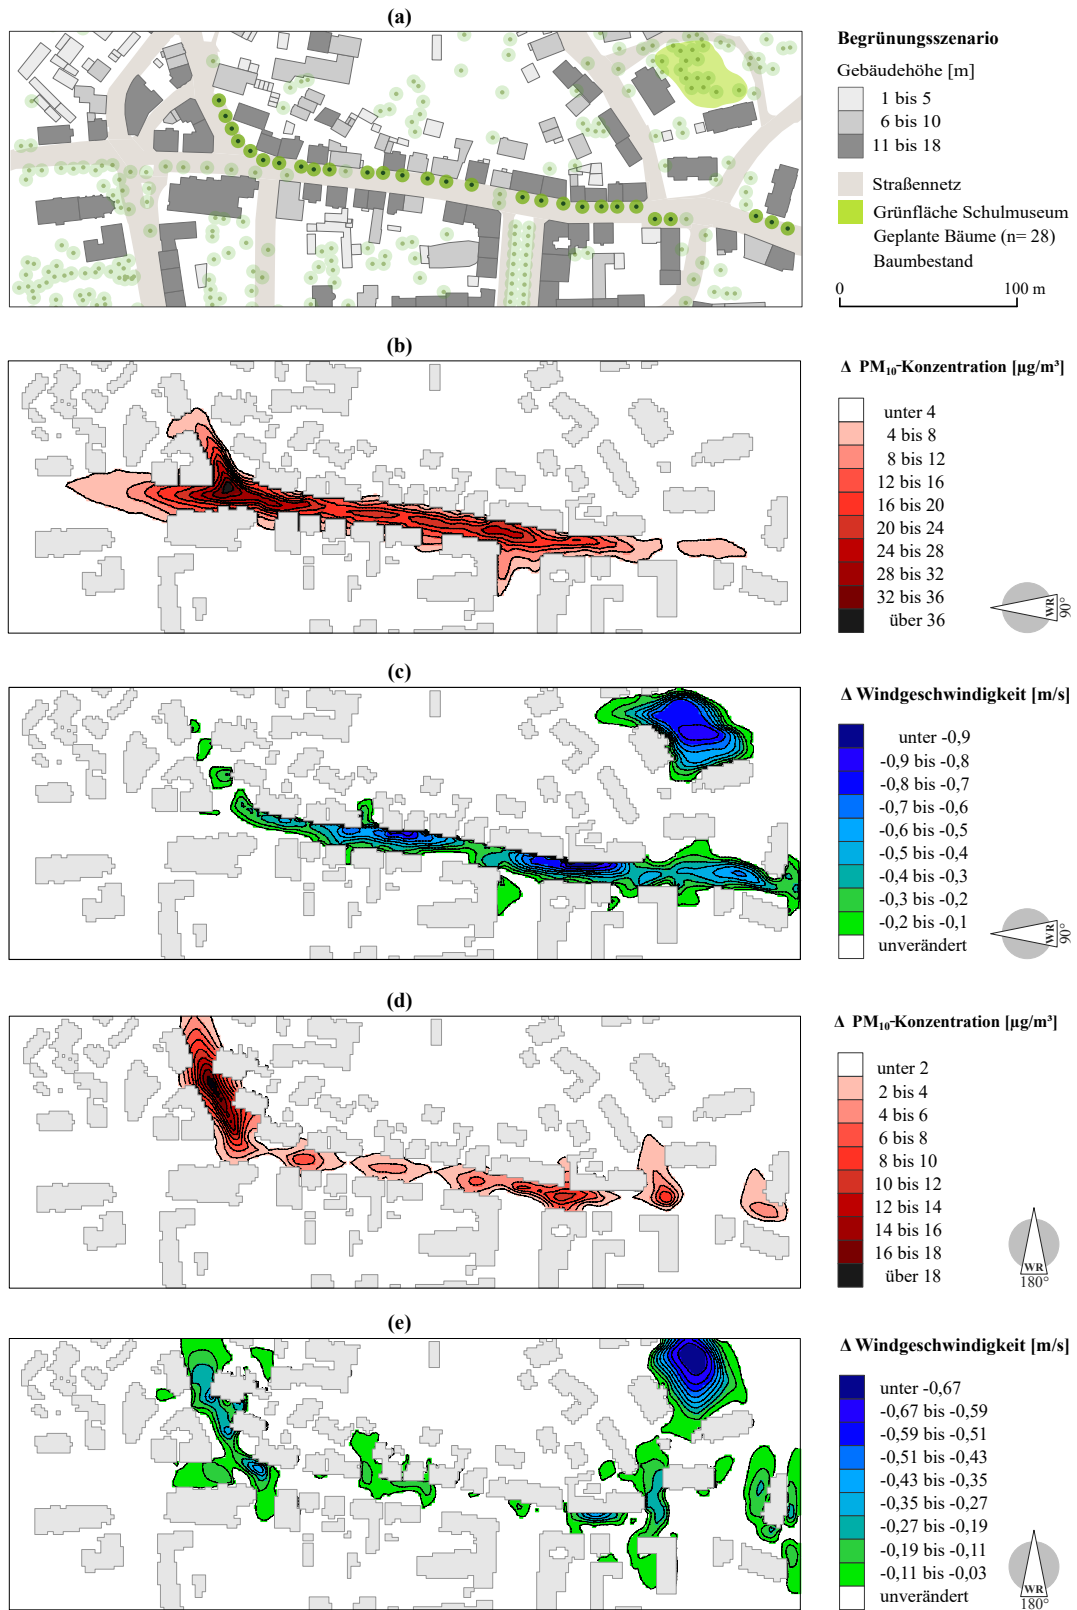 (a)
Begrünungsszenario
Gebäudehöhe [m]
1 bis 5
6 bis 10
11 bis 18
Straßennetz
Grünfläche Schulmuseum
Geplante Bäume (n= 28)
Baumbestand
0 100 m
(b)
Δ PM₁₀-Konzentration [µg/m³]
unter 4
4 bis 8
8 bis 12
12 bis 16
16 bis 20
20 bis 24
24 bis 28
28 bis 32
32 bis 36
über 36
WR
90°
(c)
Δ Windgeschwindigkeit [m/s]
unter -0,9
-0,9 bis -0,8
-0,8 bis -0,7
-0,7 bis -0,6
-0,6 bis -0,5
-0,5 bis -0,4
-0,4 bis -0,3
-0,3 bis -0,2
-0,2 bis -0,1
unverändert
WR
90°
(d)
Δ PM₁₀-Konzentration [µg/m³]
unter 2
2 bis 4
4 bis 6
6 bis 8
8 bis 10
10 bis 12
12 bis 14
14 bis 16
16 bis 18
über 18
WR
180°
(e)
Δ Windgeschwindigkeit [m/s]
unter -0,67
-0,67 bis -0,59
-0,59 bis -0,51
-0,51 bis -0,43
-0,43 bis -0,35
-0,35 bis -0,27
-0,27 bis -0,19
-0,19 bis -0,11
-0,11 bis -0,03
unverändert
WR
180°